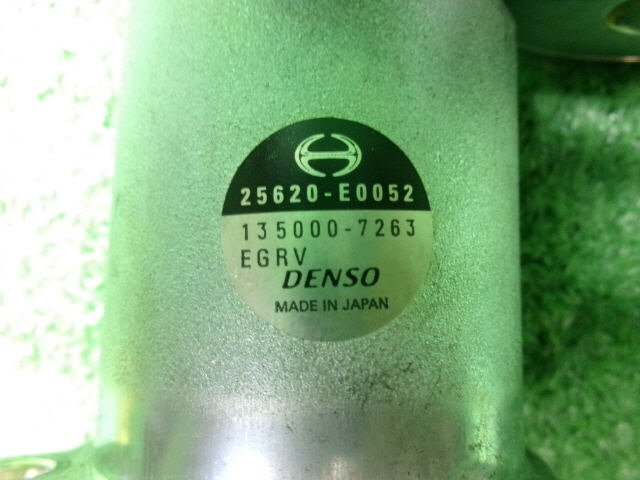 25620-E0052
135000-7263
EGRV
DENSO
MADE IN JAPAN